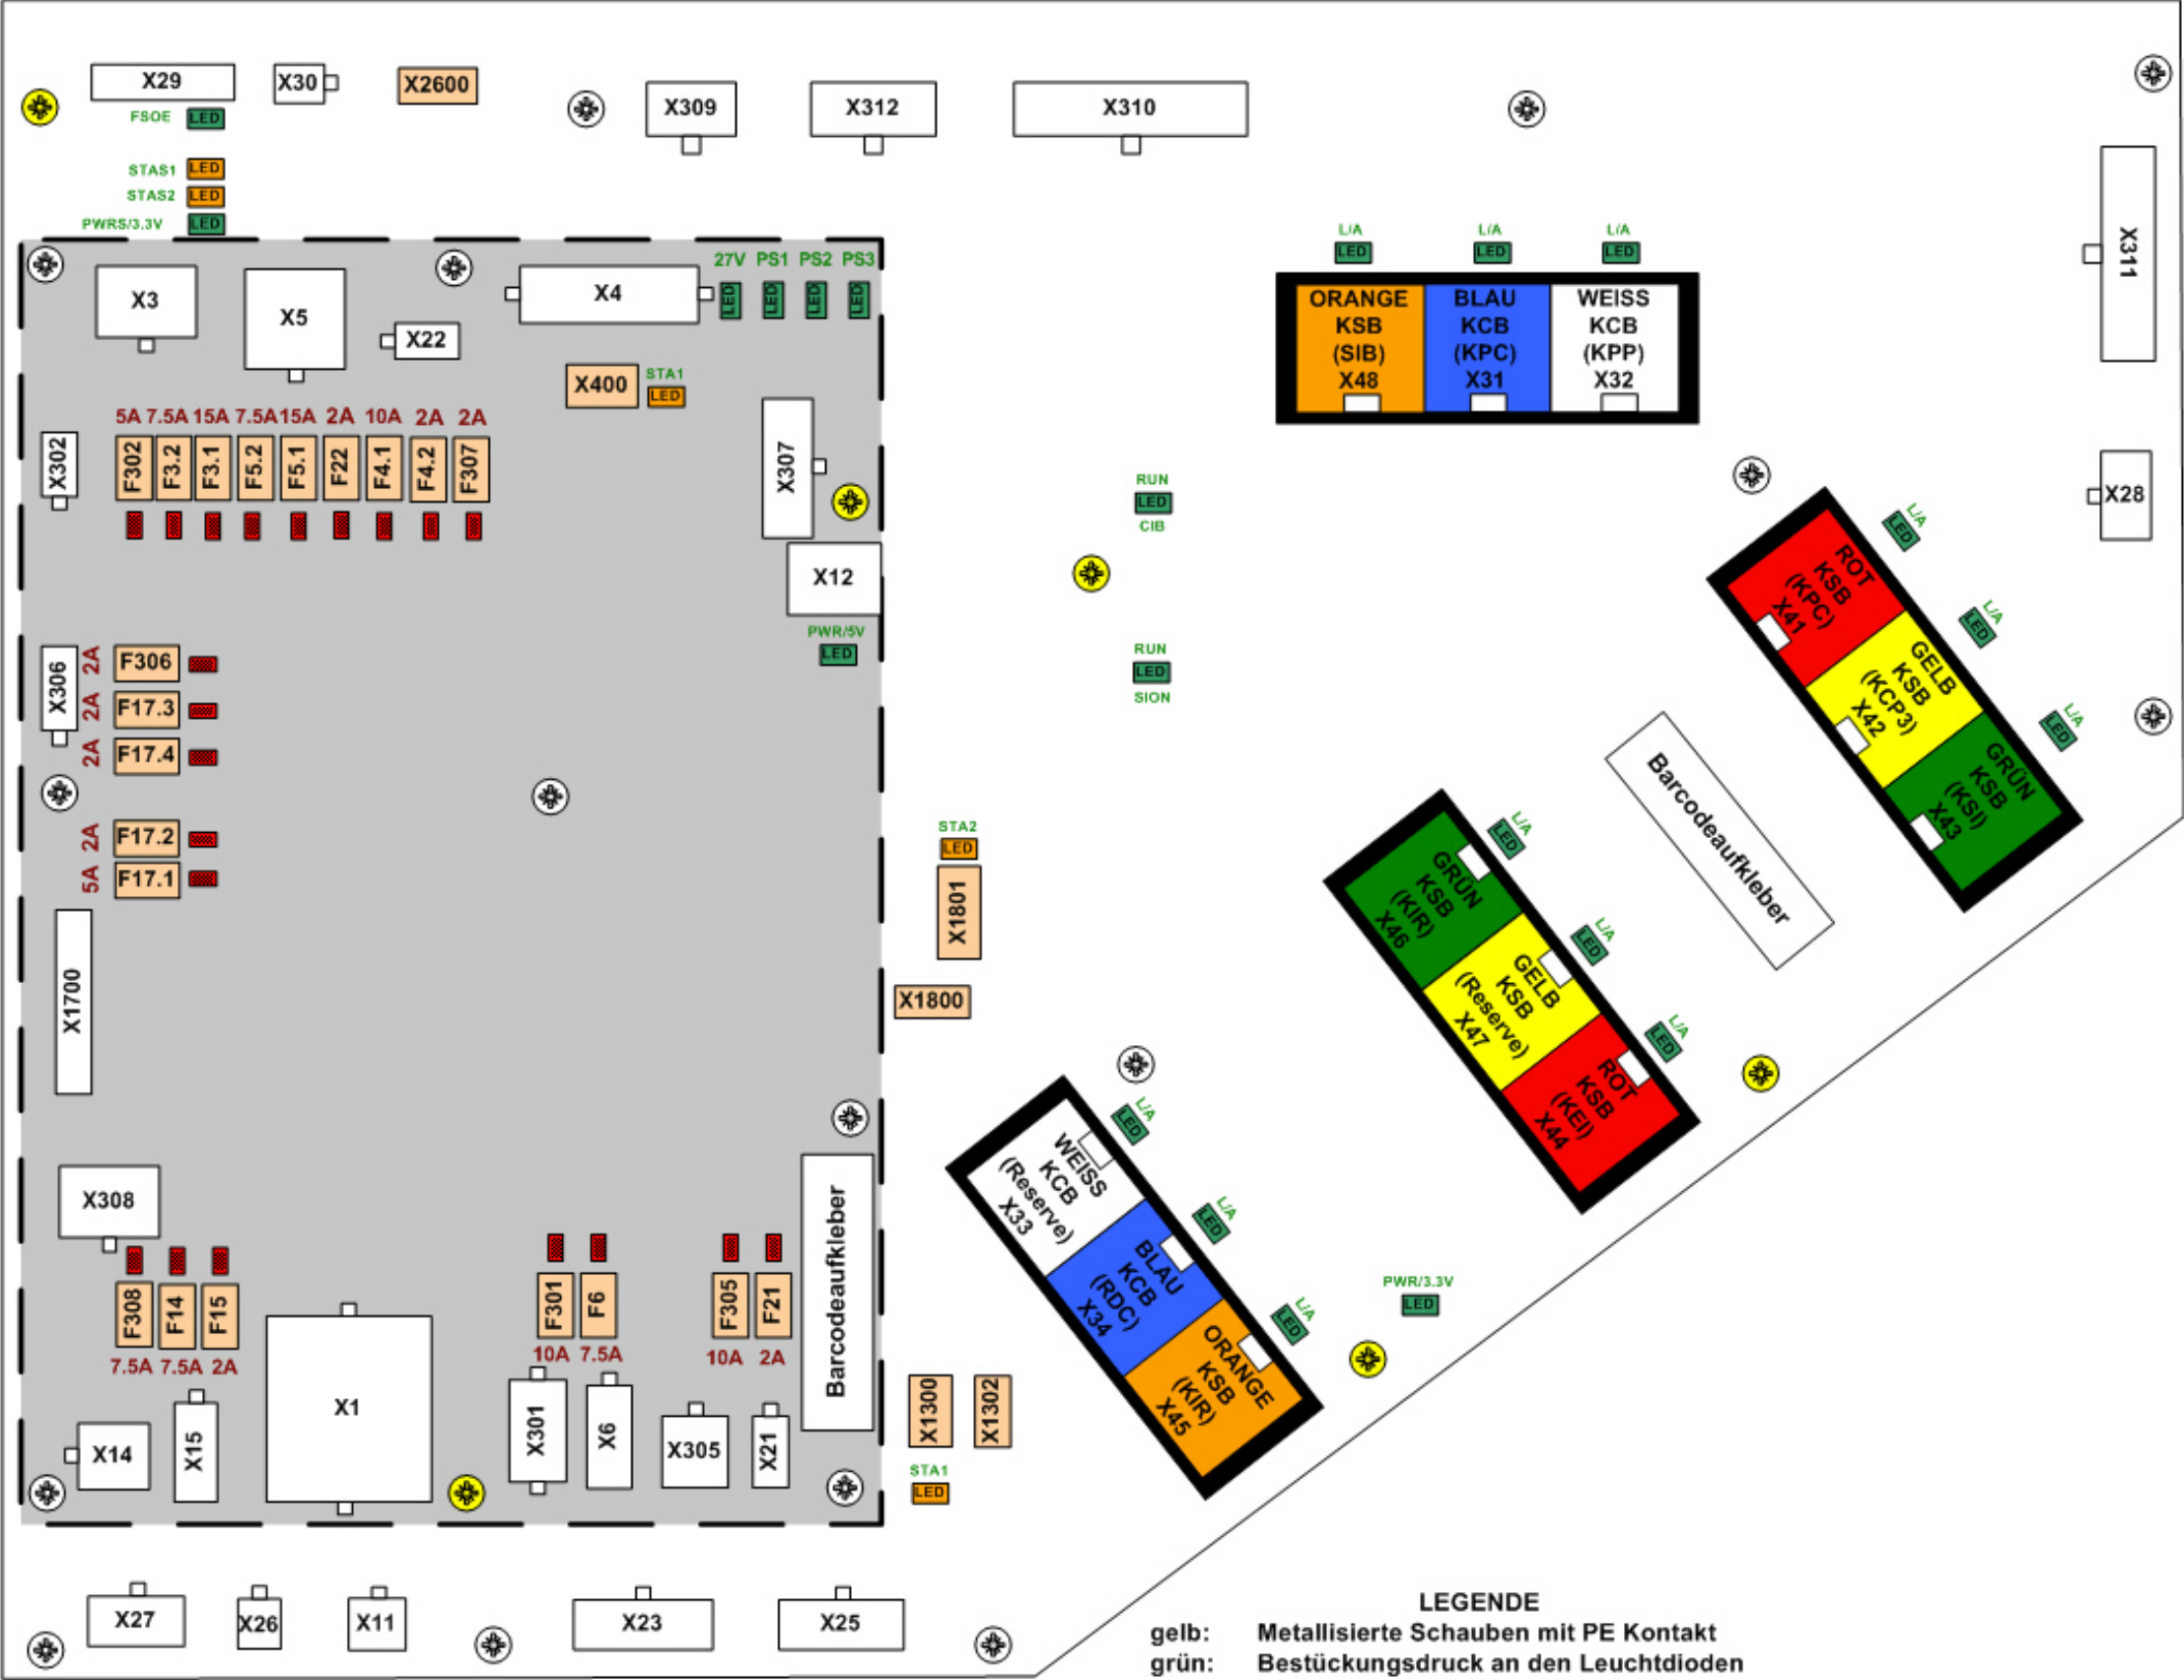 X29
X30
X2600
X309
X312
X310
FSOE
LED
STAS1
LED
STAS2
LED
PWRS/3.3V
LED
X311
L/A
L/A
L/A
LED
LED
LED
ORANGE
KSB
(SIB)
X48
BLAU
KCB
(KPC)
X31
WEISS
KCB
(KPP)
X32
X3
X5
X22
X4
27V PS1 PS2 PS3
LED
LED
LED
LED
X400
STA1
LED
5A 7.5A 15A 7.5A 15A 2A 10A 2A 2A
X302
F302
F3.2
F3.1
F5.2
F5.1
F22
F4.1
F4.2
F307
X307
X12
PWR/5V
LED
RUN
LED
CIB
RUN
LED
SION
X28
L/A
LED
L/A
LED
L/A
LED
ROT
KSB
(KPC)
X41
GELB
KSB
(KCP3)
X42
GRÜN
KSB
(KSI)
X43
X306
2A
F306
2A
F17.3
2A
F17.4
2A
F17.2
5A
F17.1
X1700
STA2
LED
X1801
X1800
Barcodeaufkleber
L/A
LED
L/A
LED
L/A
LED
GRÜN
KSB
(KIR)
X46
GELB
KSB
(Reserve)
X47
ROT
KSB
(KEI)
X44
L/A
LED
L/A
LED
L/A
LED
WEISS
KCB
(Reserve)
X33
BLAU
KCB
(RDC)
X34
ORANGE
KSB
(KIR)
X45
PWR/3.3V
LED
X308
F308
F14
F15
7.5A 7.5A 2A
F301
F6
10A 7.5A
F305
F21
10A 2A
Barcodeaufkleber
X14
X15
X1
X301
X6
X305
X21
X1300
X1302
STA1
LED
X27
X26
X11
X23
X25
LEGENDE
gelb: Metallisierte Schauben mit PE Kontakt
grün: Bestückungsdruck an den Leuchtdioden